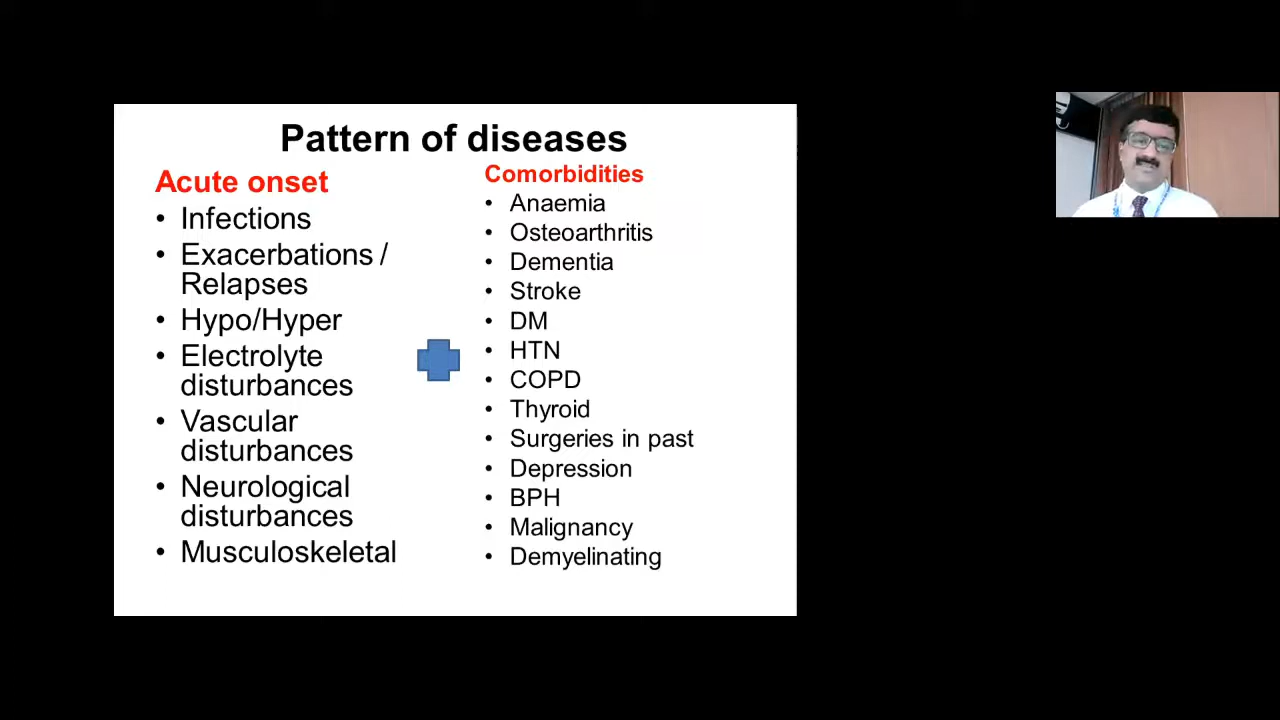 Pattern of diseases
Acute onset
• Infections
• Exacerbations /
Relapses
• Hypo/Hyper
• Electrolyte
disturbances
• Vascular
disturbances
• Neurological
disturbances
• Musculoskeletal
Comorbidities
• Anaemia
• Osteoarthritis
• Dementia
• Stroke
• DM
• HTN
• COPD
• Thyroid
• Surgeries in past
• Depression
• BPH
• Malignancy
• Demyelinating